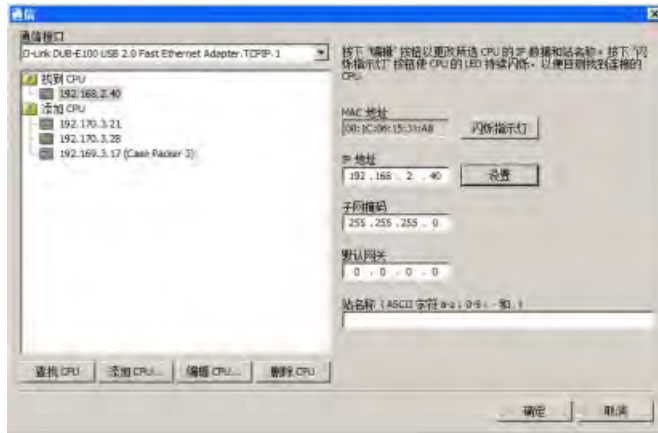 通信
通信接口
D-Link DUB-E100 USB 2.0 Fast Ethernet Adapter.TCPIP.1
按下 "编辑" 按钮以更改所选 CPU 的 IP 数据和站名称。按下 "闪
烁指示灯" 按钮使 CPU 的 LED 持续闪烁，以便目测找到连接的
CPU。
找到 CPU
192.168.2.40
添加 CPU
192.170.3.21
192.170.3.28
192.169.3.17 (Case Packer 3)
MAC 地址
00:1C:06:15:31:A8
闪烁指示灯
IP 地址
192 . 168 . 2 . 40
设置
子网掩码
255 . 255 . 255 . 0
默认网关
0 . 0 . 0 . 0
站名称（ASCII 字符 a-z，0-9，- 和 .）
查找 CPU
添加 CPU...
编辑 CPU...
删除 CPU
确定
取消